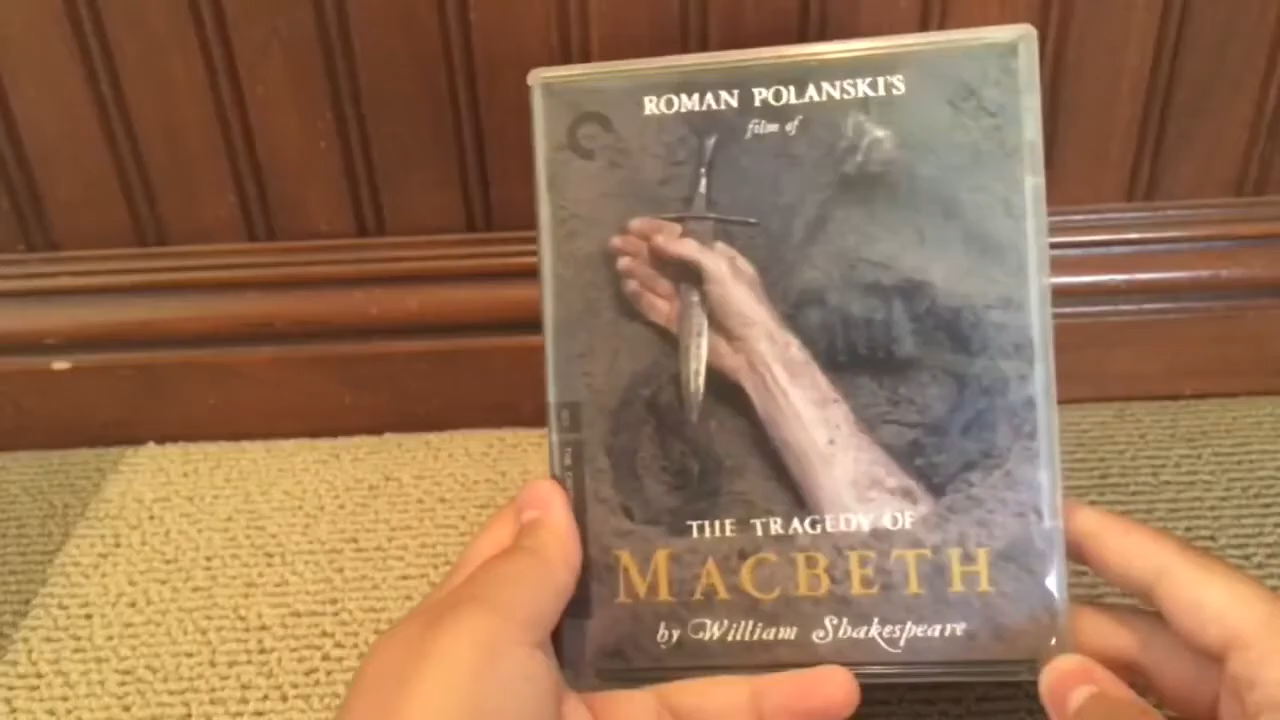 ROMAN POLANSKI'S
film of
THE TRAGEDY OF
MACBETH
by William Shakespeare